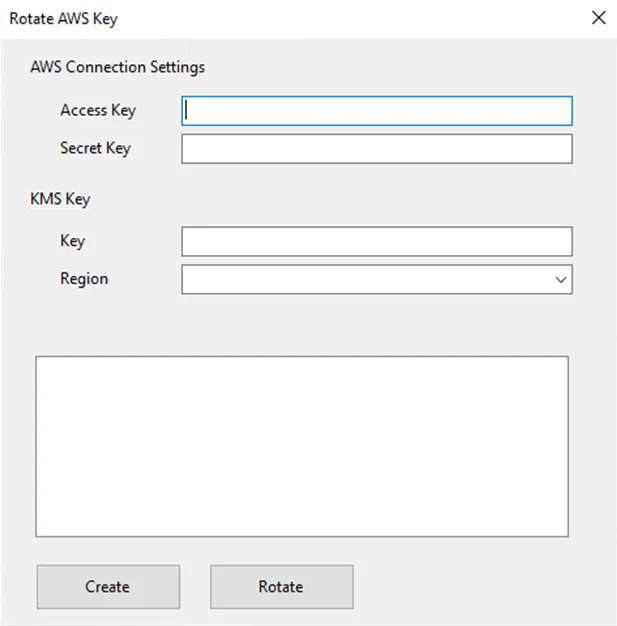 Rotate AWS Key
AWS Connection Settings
Access Key
Secret Key
KMS Key
Key
Region
Create Rotate